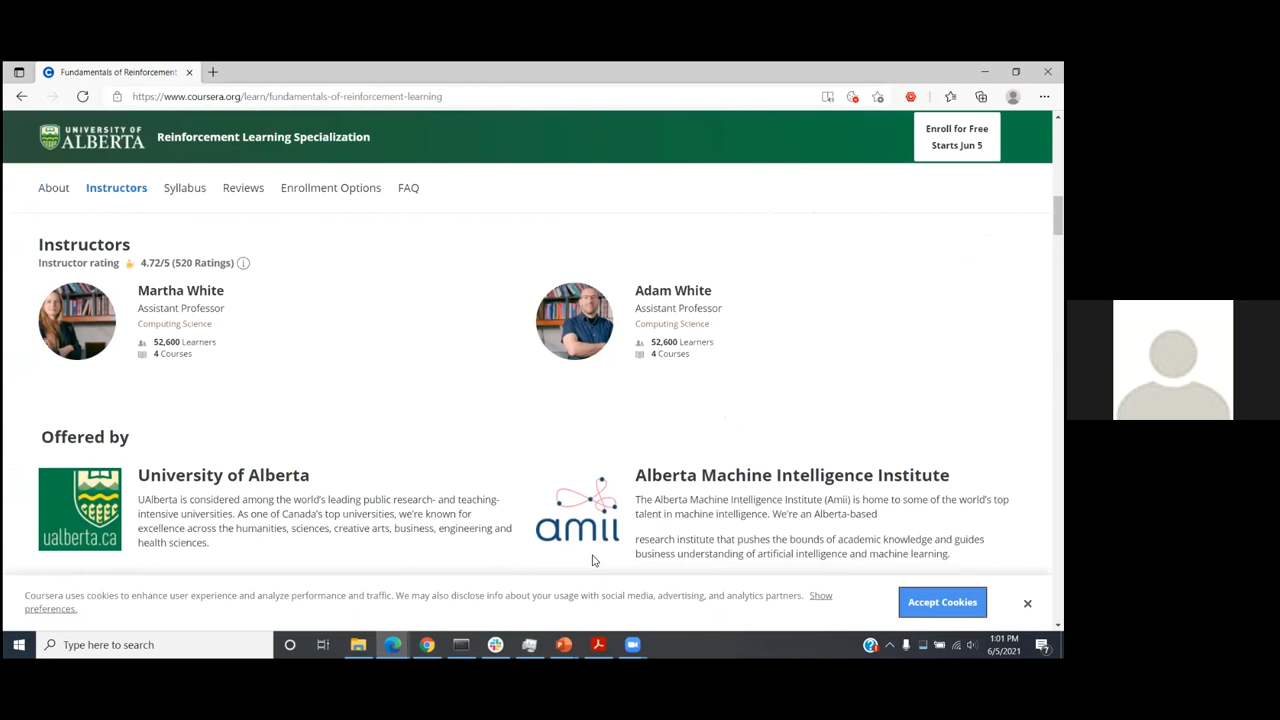 Fundamentals of Reinforcement
https://www.coursera.org/learn/fundamentals-of-reinforcement-learning
UNIVERSITY OF
ALBERTA
Reinforcement Learning Specialization
Enroll for Free
Starts Jun 5
About Instructors Syllabus Reviews Enrollment Options FAQ
Instructors
Instructor rating 4.72/5 (520 Ratings)
Martha White
Assistant Professor
Computing Science
52,600 Learners
4 Courses
Adam White
Assistant Professor
Computing Science
52,600 Learners
4 Courses
Offered by
ualberta.ca
University of Alberta
UAlberta is considered among the world's leading public research- and teaching-
intensive universities. As one of Canada's top universities, we're known for
excellence across the humanities, sciences, creative arts, business, engineering and
health sciences.
amii
Alberta Machine Intelligence Institute
The Alberta Machine Intelligence Institute (Amii) is home to some of the world's top
talent in machine intelligence. We're an Alberta-based
research institute that pushes the bounds of academic knowledge and guides
business understanding of artificial intelligence and machine learning.
Coursera uses cookies to enhance user experience and analyze performance and traffic. We may also disclose info about your usage with social media, advertising, and analytics partners. Show
preferences.
Accept Cookies
Type here to search
1:01 PM
6/5/2021
7